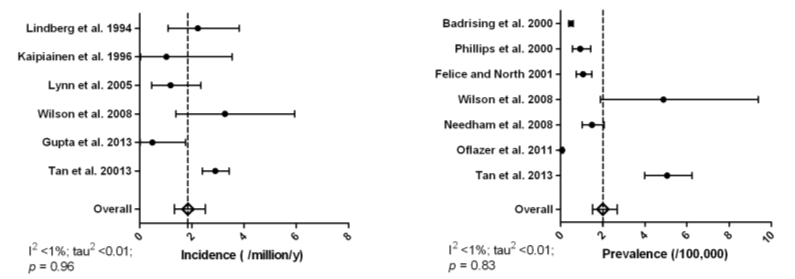 Lindberg et al. 1994
Kaipiainen et al. 1996
Lynn et al. 2005
Wilson et al. 2008
Gupta et al. 2013
Tan et al. 20013
Overall
0 2 4 6 8
Incidence ( /million/y)
I² <1%; tau² <0.01;
p = 0.96
Badrising et al. 2000
Phillips et al. 2000
Felice and North 2001
Wilson et al. 2008
Needham et al. 2008
Oflazer et al. 2011
Tan et al. 2013
Overall
0 2 4 6 8 10
Prevalence (/100,000)
I² <1%; tau² <0.01;
p = 0.83